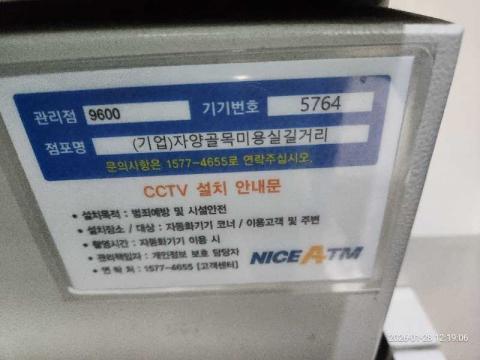 관리점 9600 기기번호 5764
점포명 (기업)자양골목미용실길거리
문의사항은 1577-4655로 연락주십시오.
CCTV 설치 안내문
• 설치목적 : 범죄예방 및 시설안전
• 설치장소 / 대상 : 자동화기기 코너 / 이용고객 및 주변
• 촬영시간 : 자동화기기 이용 시
• 관리책임자 : 개인정보 보호 담당자
• 연 락 처 : 1577-4655 [고객센터]
NICE ATM
2026-01-28 12:19:06